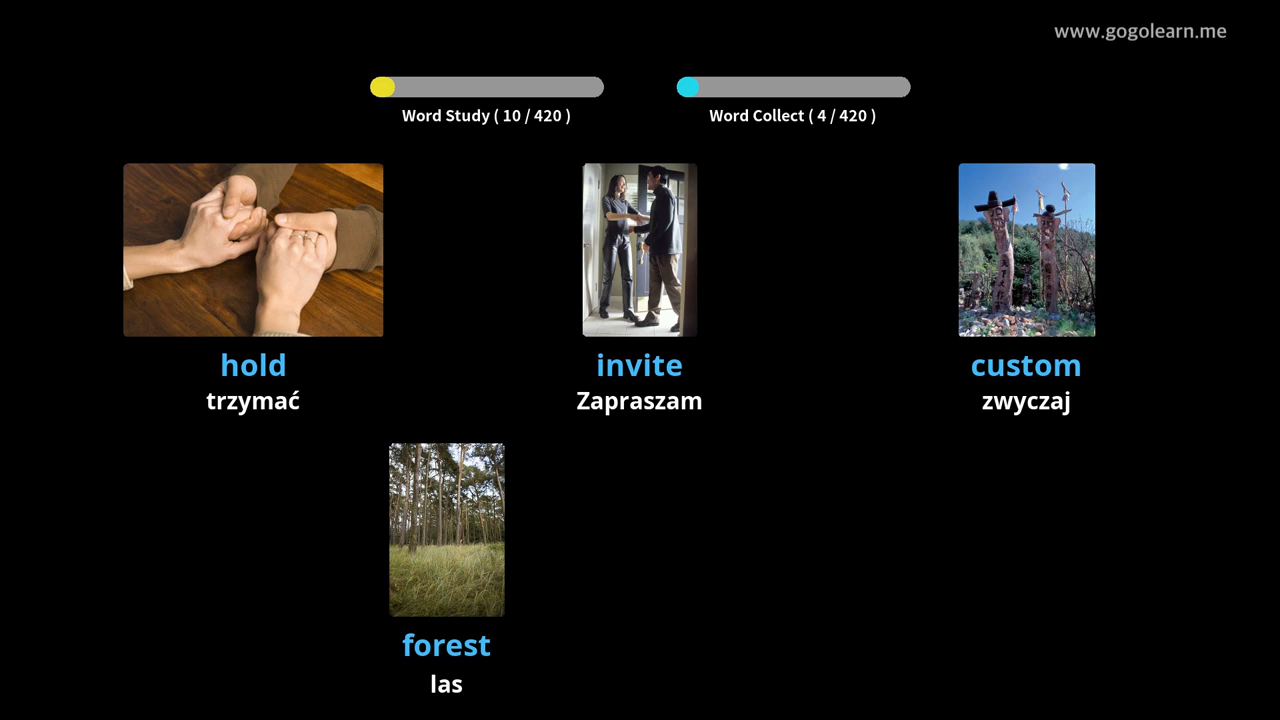 www.gogolearn.me
Word Study ( 10 / 420 )
Word Collect ( 4 / 420 )
hold
trzymać
invite
Zapraszam
custom
zwyczaj
forest
las